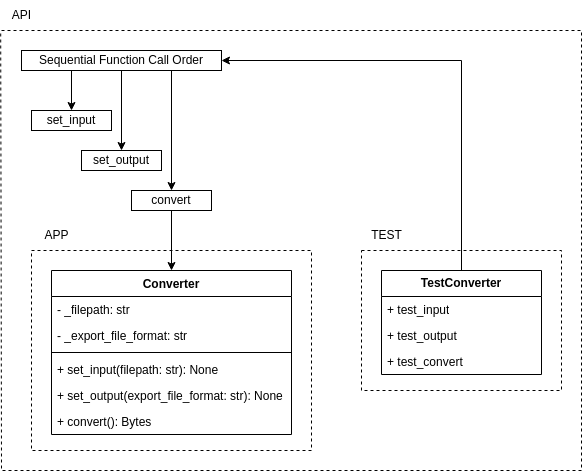 API
Sequential Function Call Order
set_input
set_output
convert
APP
Converter
- _filepath: str
- _export_file_format: str
+ set_input(filepath: str): None
+ set_output(export_file_format: str): None
+ convert(): Bytes
TEST
TestConverter
+ test_input
+ test_output
+ test_convert